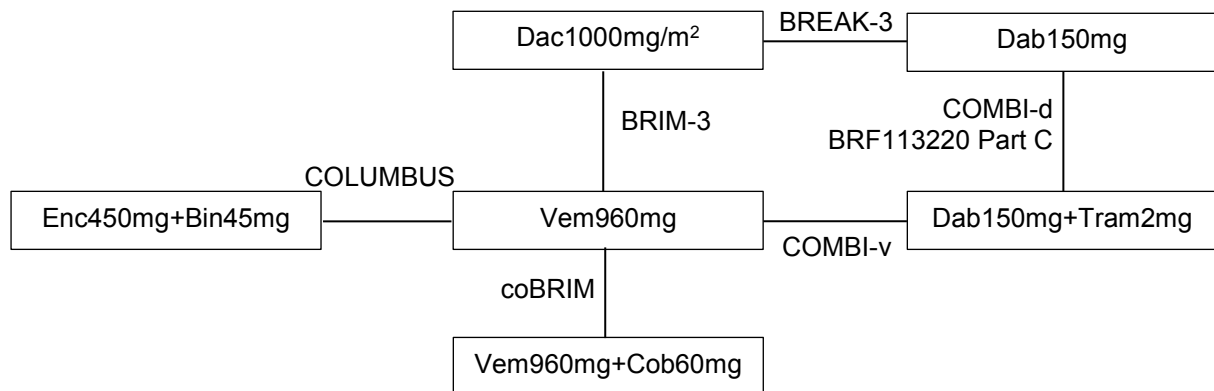 Dac1000mg/m²
BREAK-3
Dab150mg
BRIM-3
COMBI-d
BRF113220 Part C
COLUMBUS
Enc450mg+Bin45mg
Vem960mg
Dab150mg+Tram2mg
COMBI-v
coBRIM
Vem960mg+Cob60mg